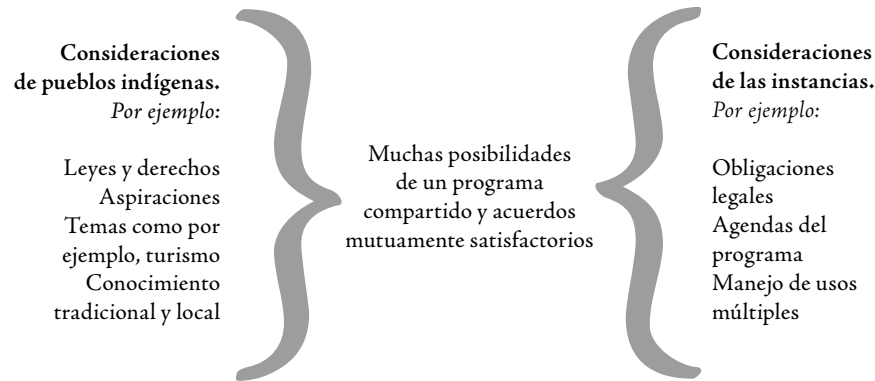 Consideraciones
de pueblos indígenas.
Por ejemplo:
Leyes y derechos
Aspiraciones
Temas como por
ejemplo, turismo
Conocimiento
tradicional y local
Muchas posibilidades
de un programa
compartido y acuerdos
mutuamente satisfactorios
Consideraciones
de las instancias.
Por ejemplo:
Obligaciones
legales
Agendas del
programa
Manejo de usos
múltiples